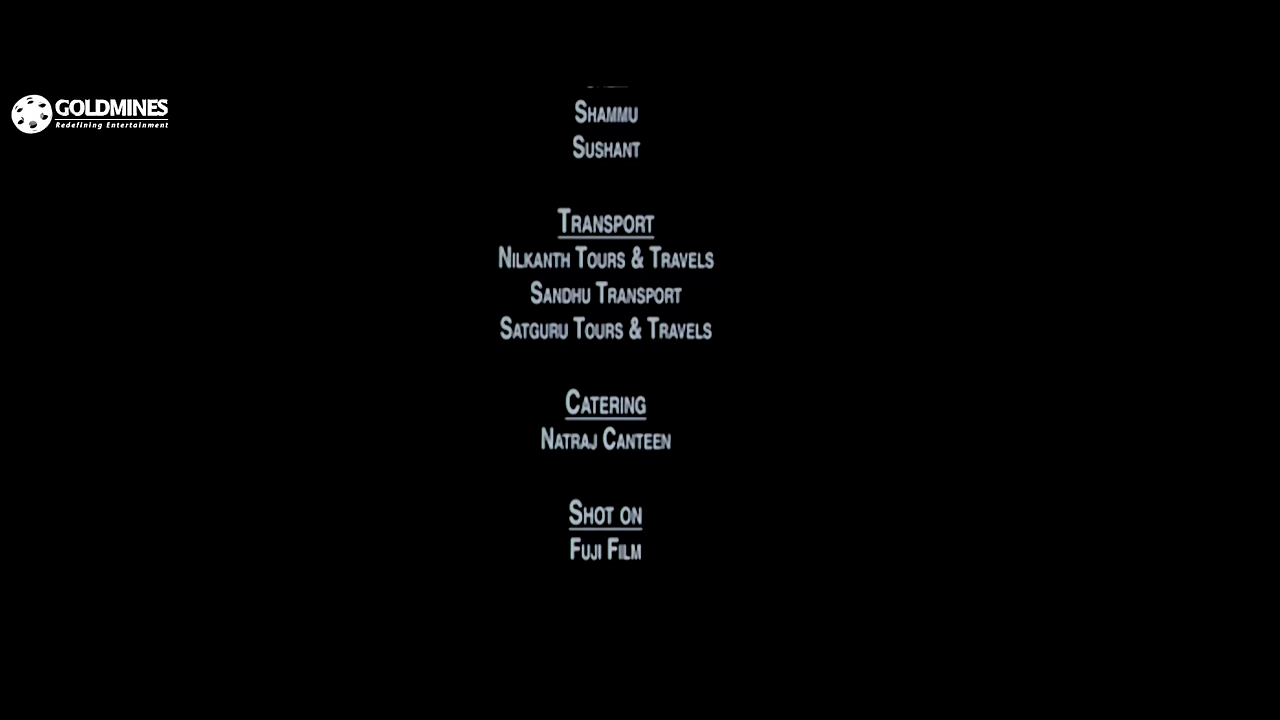 GOLDMINES
Redefining Entertainment
SHAMMU
SUSHANT
TRANSPORT
NILKANTH TOURS & TRAVELS
SANDHU TRANSPORT
SATGURU TOURS & TRAVELS
CATERING
NATRAJ CANTEEN
SHOT ON
FUJI FILM